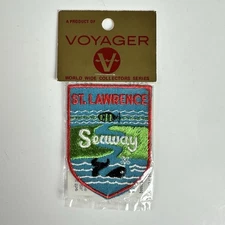 A PRODUCT OF
VOYAGER
V
WORLD WIDE COLLECTORS SERIES
ST. LAWRENCE
Seaway